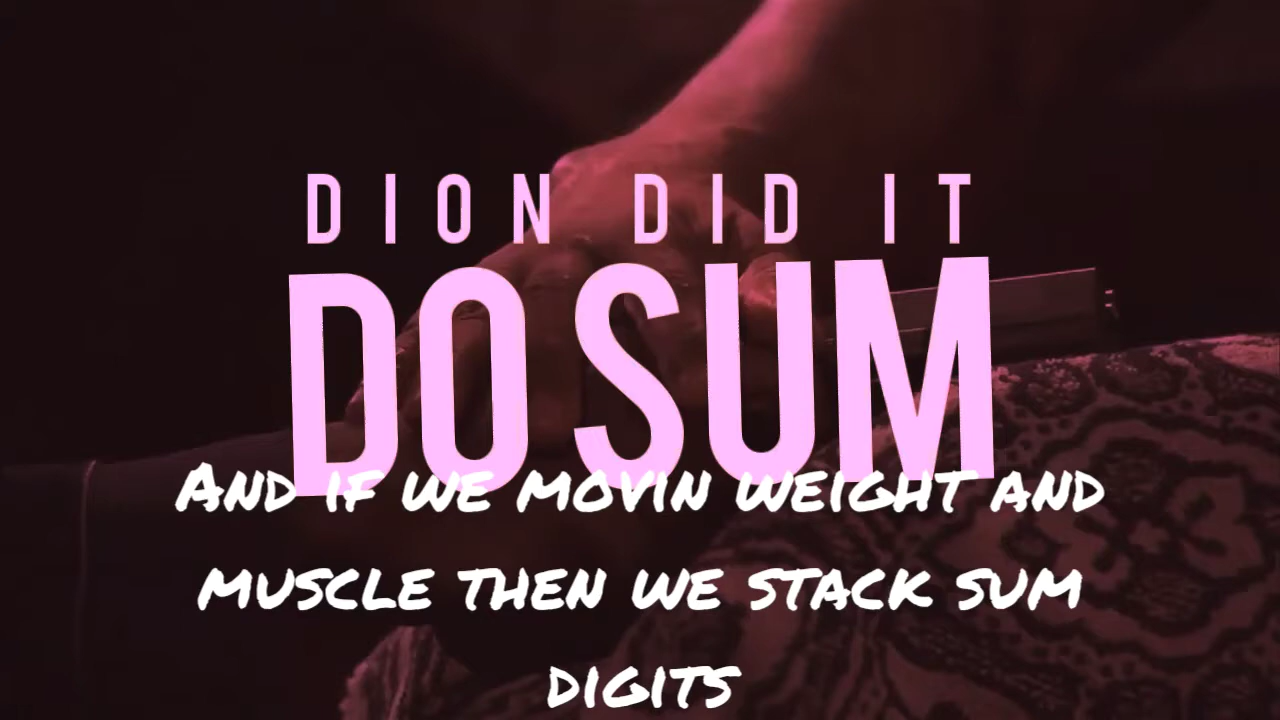 DION DID IT
DO SUM
And if we movin weight and
muscle then we stack sum
digits